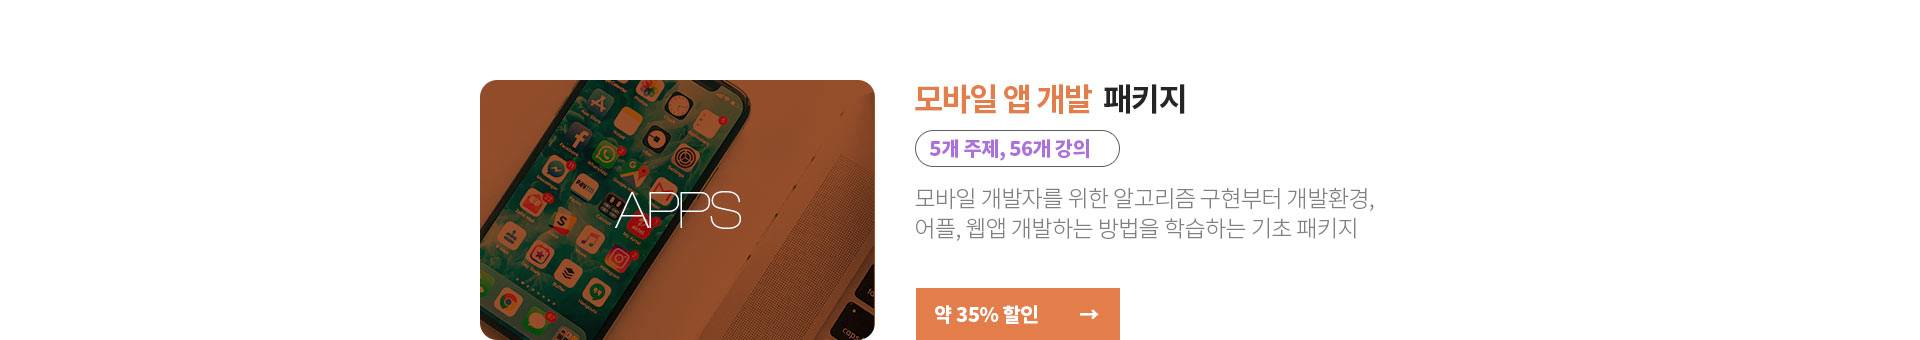 APPS
모바일 앱 개발 패키지
5개 주제, 56개 강의
모바일 개발자를 위한 알고리즘 구현부터 개발환경,
어플, 웹앱 개발하는 방법을 학습하는 기초 패키지
약 35% 할인 →